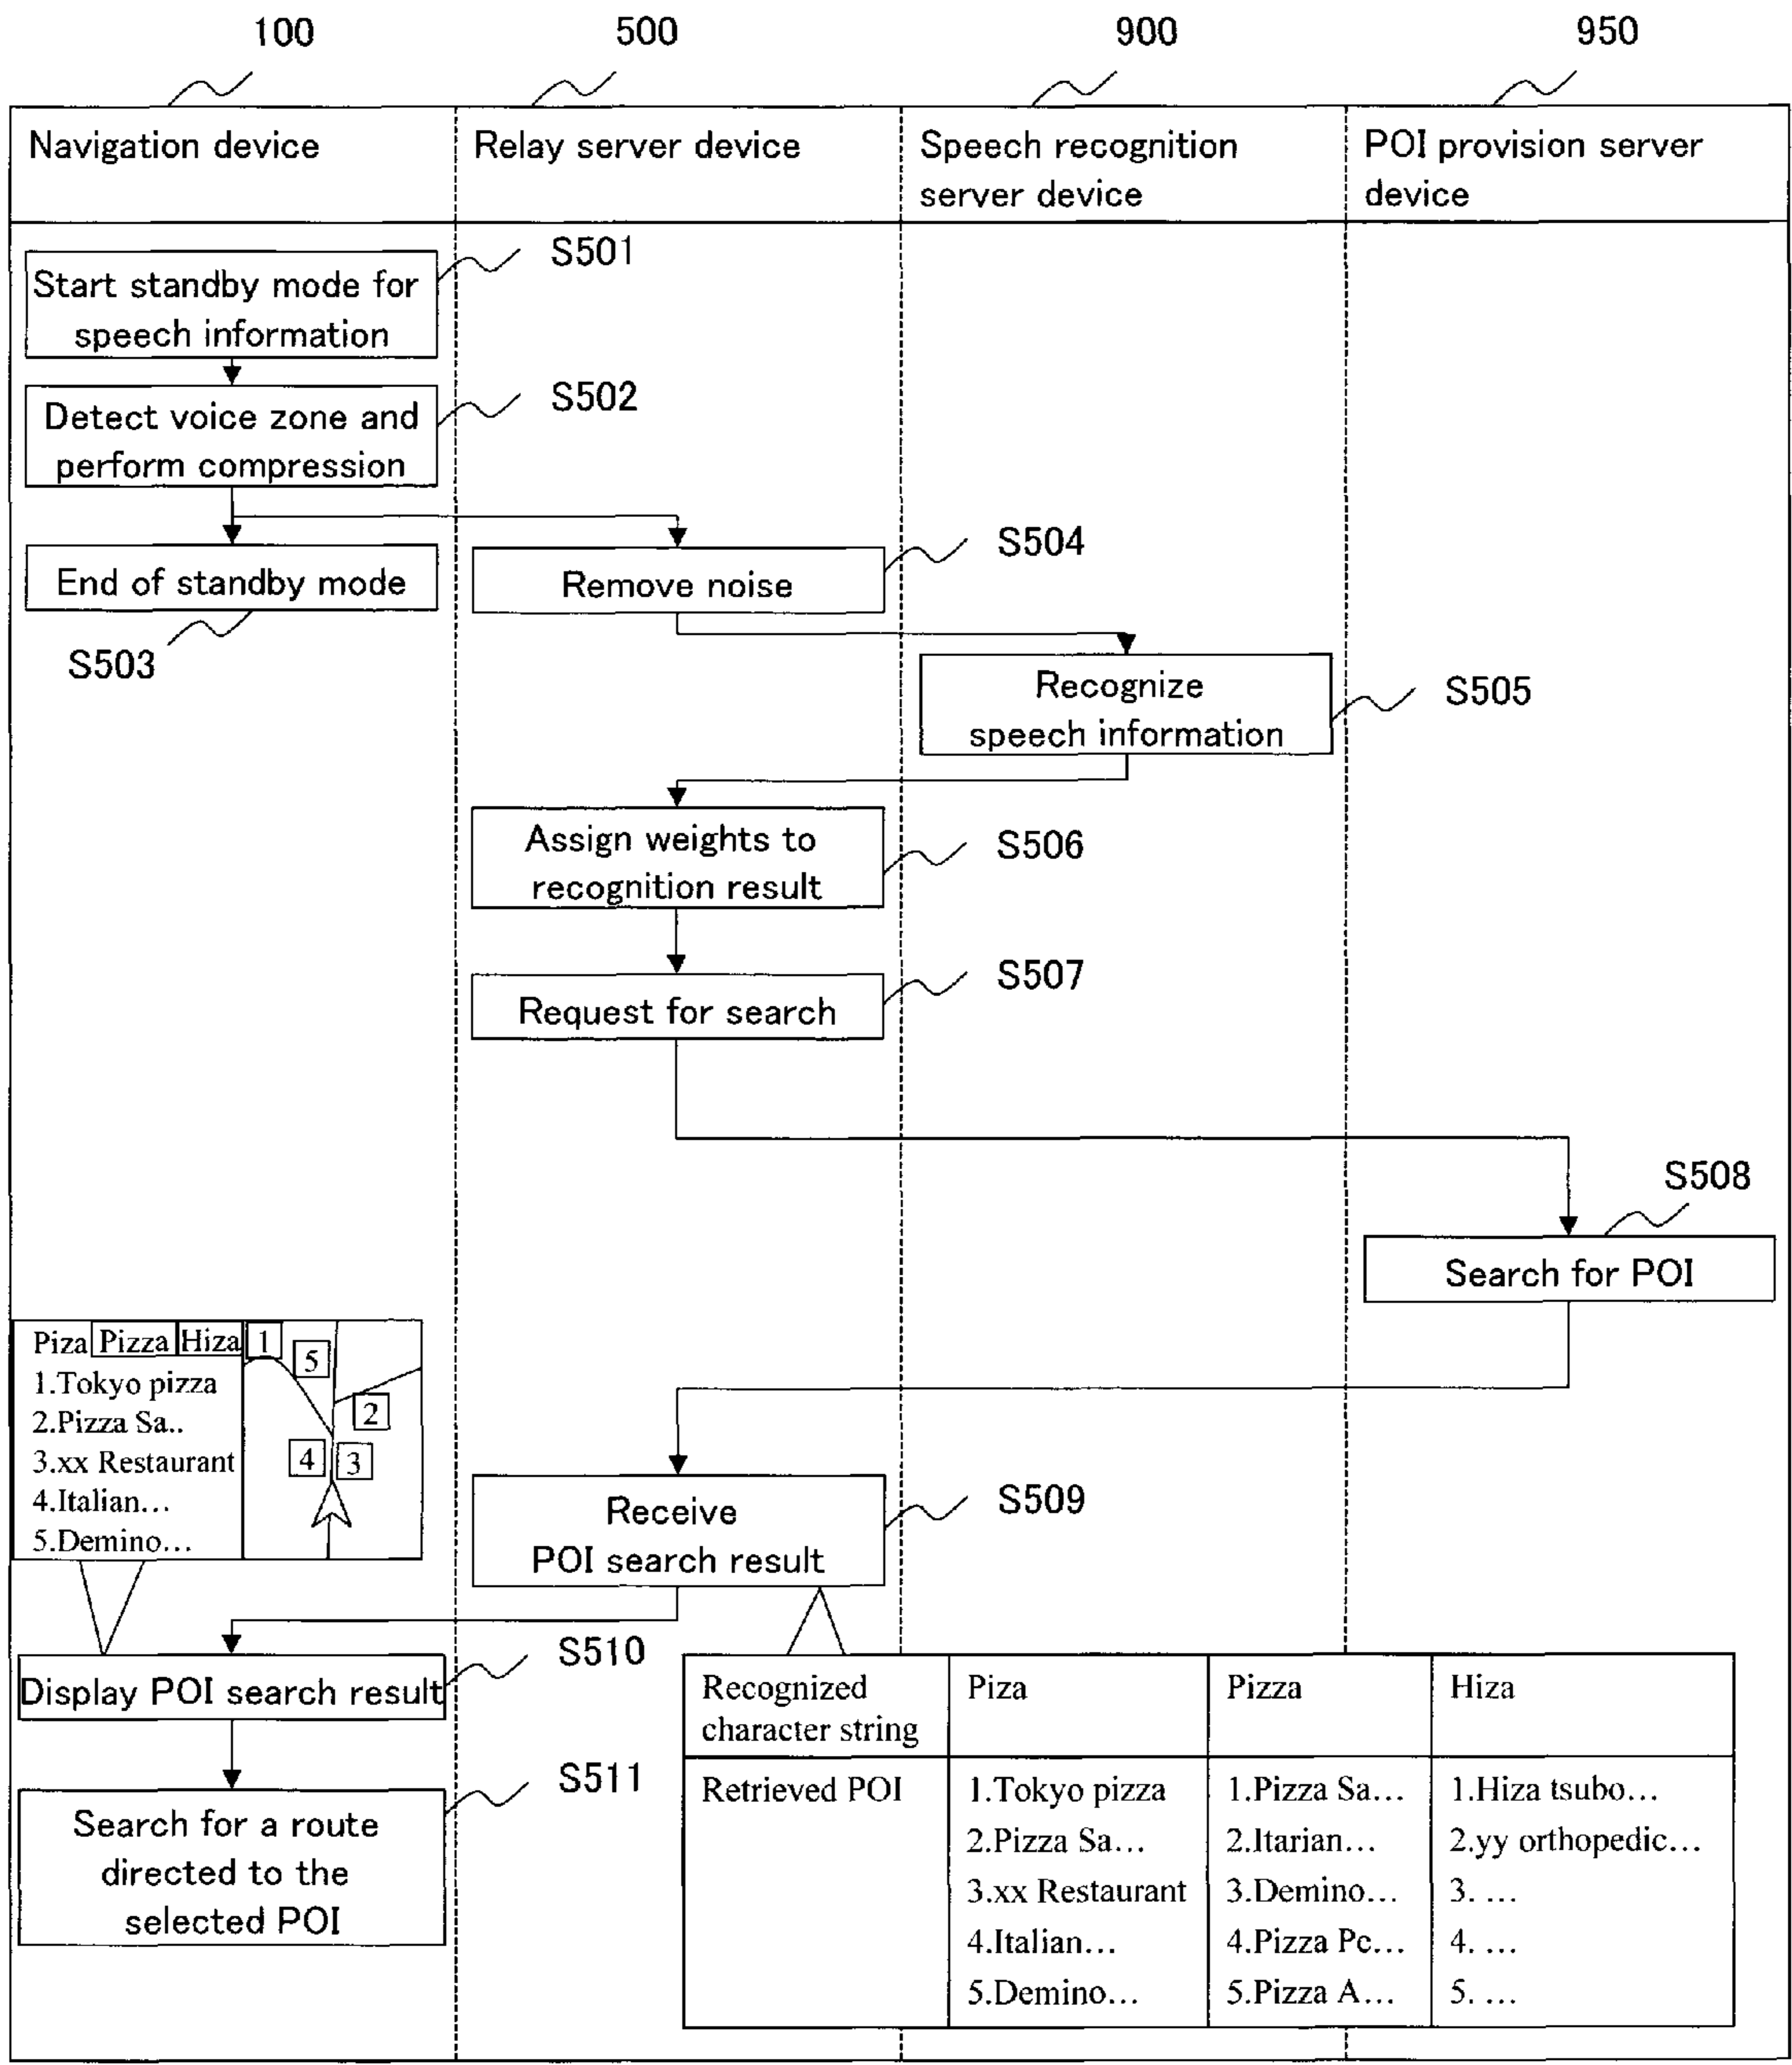 100
500
900
950
Navigation device
Relay server device
Speech recognition
server device
POI provision server
device
S501
Start standby mode for
speech information
S502
Detect voice zone and
perform compression
End of standby mode
S503
S504
Remove noise
S505
Recognize
speech information
S506
Assign weights to
recognition result
S507
Request for search
S508
Search for POI
Piza Pizza Hiza
1.Tokyo pizza
2.Pizza Sa..
3.xx Restaurant
4.Italian...
5.Demino...
1
5
2
4
3
S509
Receive
POI search result
S510
Display POI search result
S511
Search for a route
directed to the
selected POI
Recognized
character string
Piza
Pizza
Hiza
Retrieved POI
1.Tokyo pizza
2.Pizza Sa...
3.xx Restaurant
4.Italian...
5.Demino...
1.Pizza Sa...
2.Itarian...
3.Demino...
4.Pizza Pe...
5.Pizza A...
1.Hiza tsubo...
2.yy orthopedic...
3. ...
4. ...
5. ...